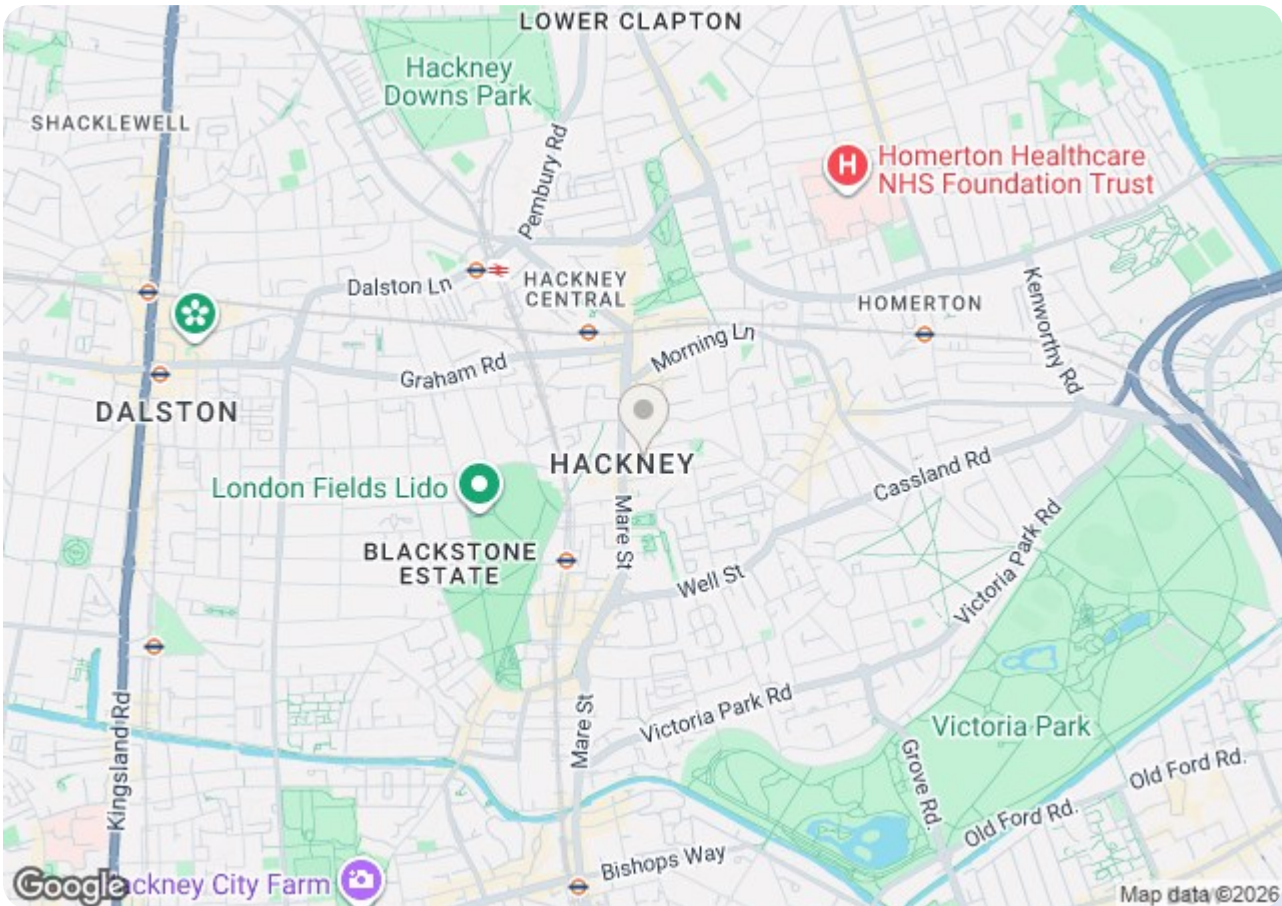 LOWER CLAPTON
Hackney
Downs Park
SHACKLEWELL
Pembury Rd
H
Homerton Healthcare
NHS Foundation Trust
Dalston Ln
HACKNEY
CENTRAL
HOMERTON
Kenworthy Rd
Morning Ln
Graham Rd
DALSTON
HACKNEY
Cassland Rd
London Fields Lido
Mare St
BLACKSTONE
ESTATE
Well St
Victoria Park Rd
Kingsland Rd
Mare St
Victoria Park Rd
Victoria Park
Grove Rd.
Old Ford Rd.
Old Ford Rd.
Bishops Way
Google
ackney City Farm
Map data ©2026